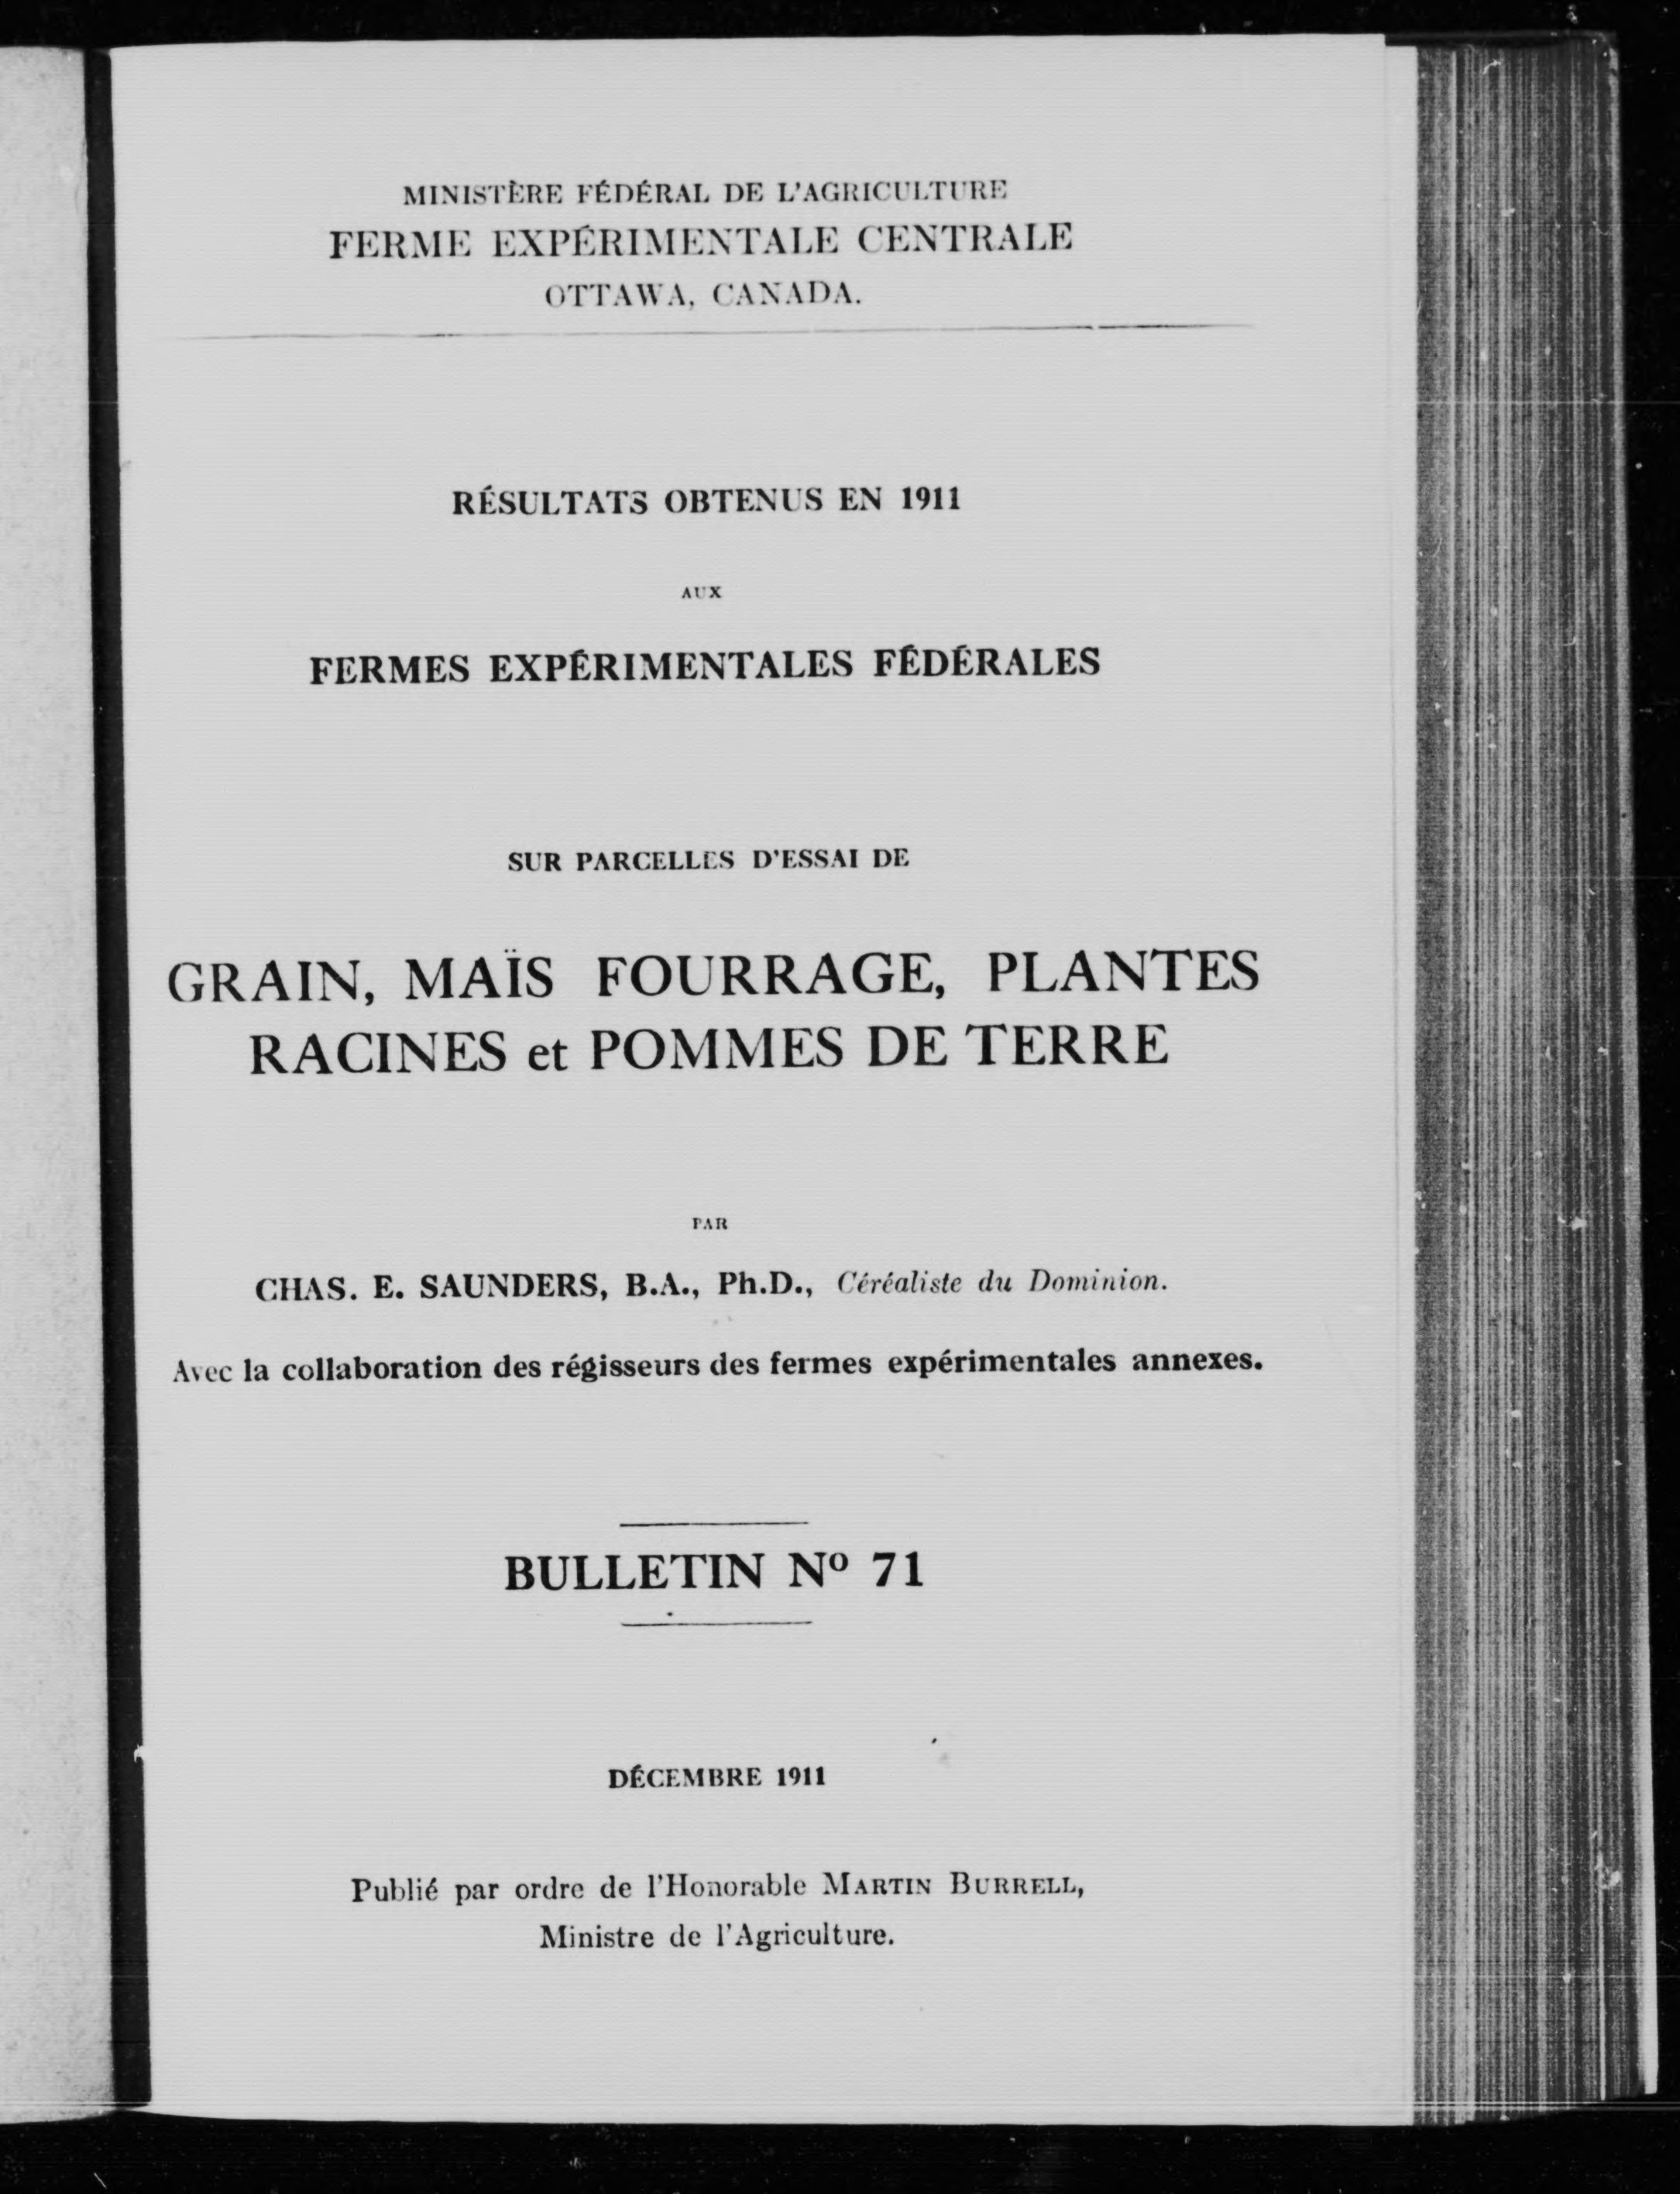 MINISTÈRE FÉDÉRAL DE L'AGRICULTURE
FERME EXPÉRIMENTALE CENTRALE
OTTAWA, CANADA.
RÉSULTATS OBTENUS EN 1911
AUX
FERMES EXPÉRIMENTALES FÉDÉRALES
SUR PARCELLES D'ESSAI DE
GRAIN, MAÏS FOURRAGE, PLANTES
RACINES et POMMES DE TERRE
PAR
CHAS. E. SAUNDERS, B.A., Ph.D., Céréaliste du Dominion.
Avec la collaboration des régisseurs des fermes expérimentales annexes.
BULLETIN Nº 71
DÉCEMBRE 1911
Publié par ordre de l'Honorable MARTIN BURRELL,
Ministre de l'Agriculture.